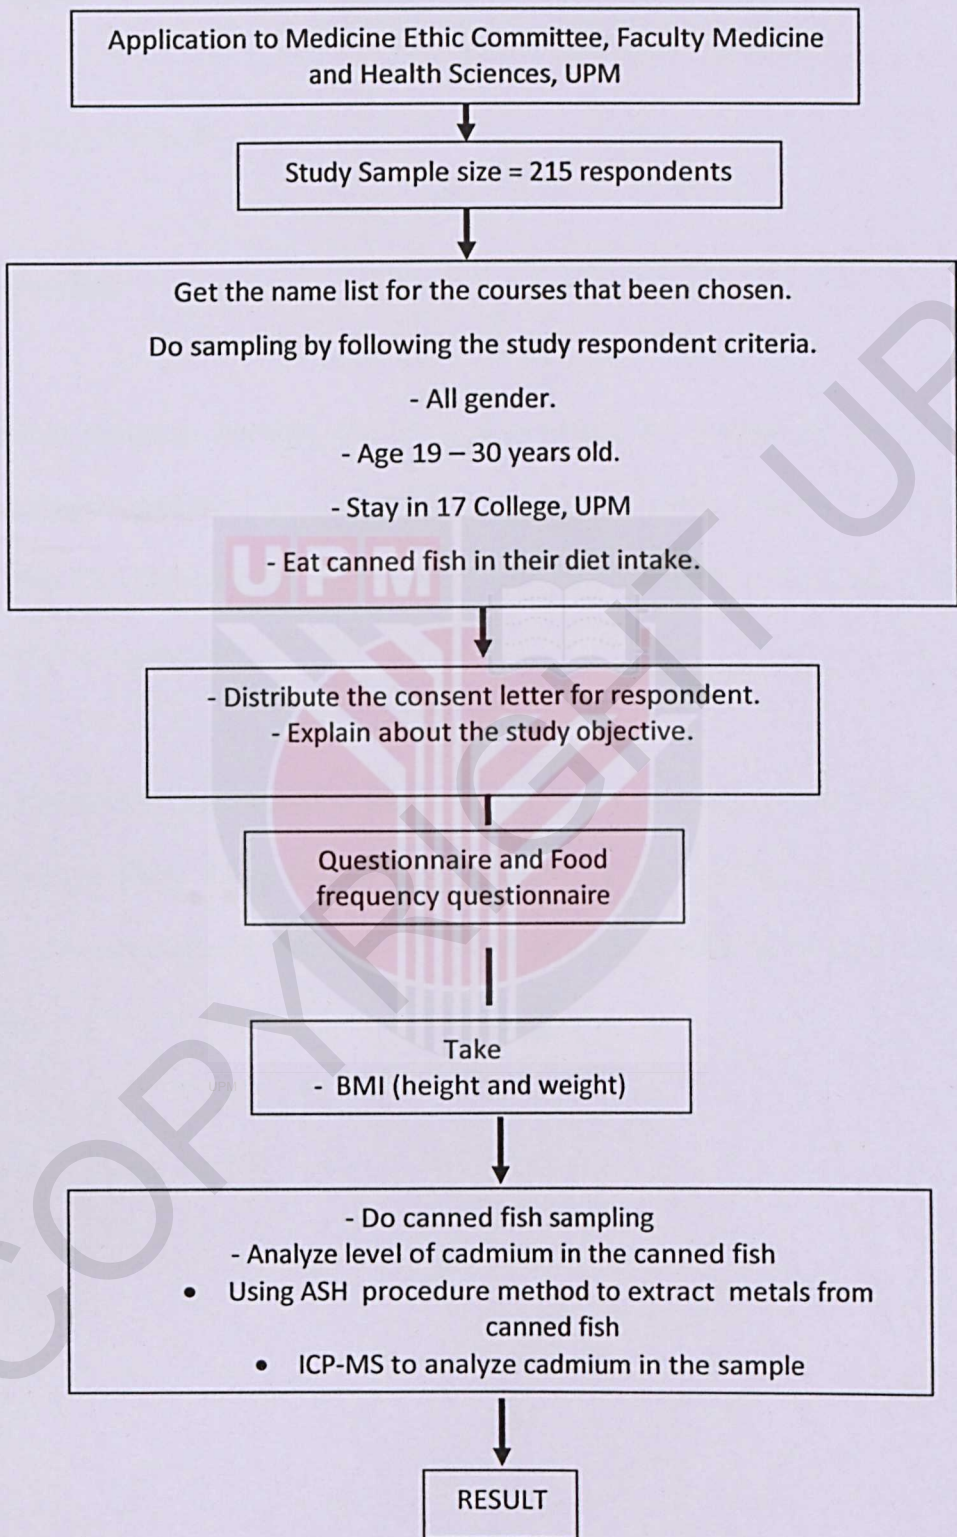 Application to Medicine Ethic Committee, Faculty Medicine
and Health Sciences, UPM
Study Sample size = 215 respondents
Get the name list for the courses that been chosen.
Do sampling by following the study respondent criteria.
- All gender.
- Age 19 – 30 years old.
- Stay in 17 College, UPM
- Eat canned fish in their diet intake.
UPM
- Distribute the consent letter for respondent.
- Explain about the study objective.
Questionnaire and Food
frequency questionnaire
Take
- BMI (height and weight)
UPM
- Do canned fish sampling
- Analyze level of cadmium in the canned fish
• Using ASH procedure method to extract metals from
canned fish
• ICP-MS to analyze cadmium in the sample
RESULT
COPYRIGHT UP